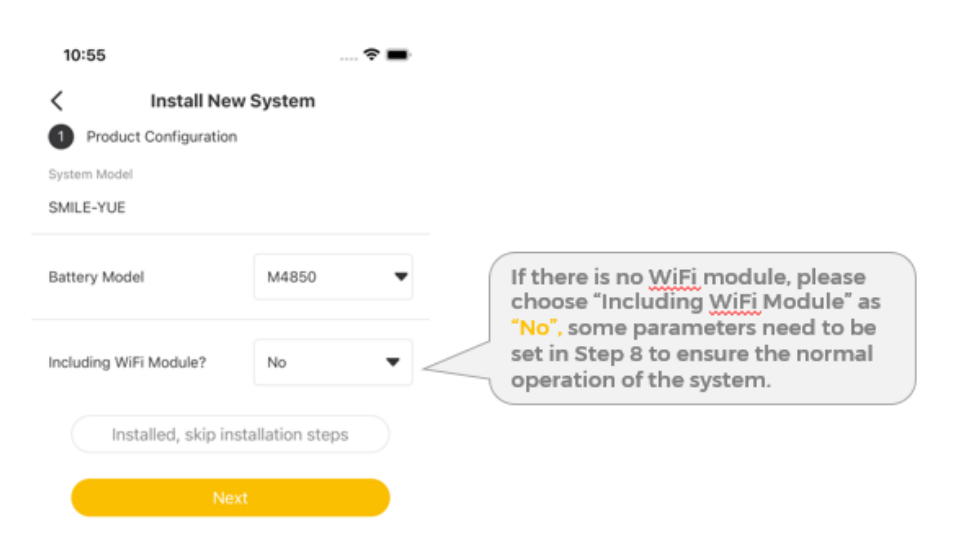 10:55
Install New System
1 Product Configuration
System Model
SMILE-YUE
Battery Model M4850
Including WiFi Module? No
Installed, skip installation steps
Next
If there is no WiFi module, please
choose “Including WiFi Module” as
“No”, some parameters need to be
set in Step 8 to ensure the normal
operation of the system.